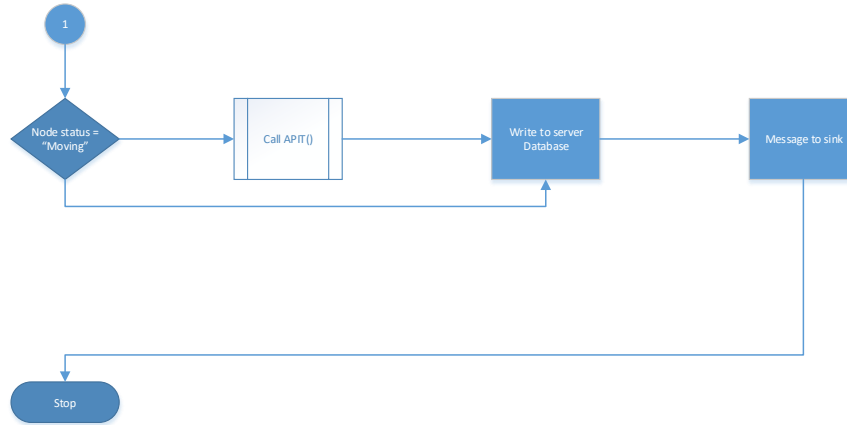 1
Node status =
“Moving”
Call APIT()
Write to server
Database
Message to sink
Stop